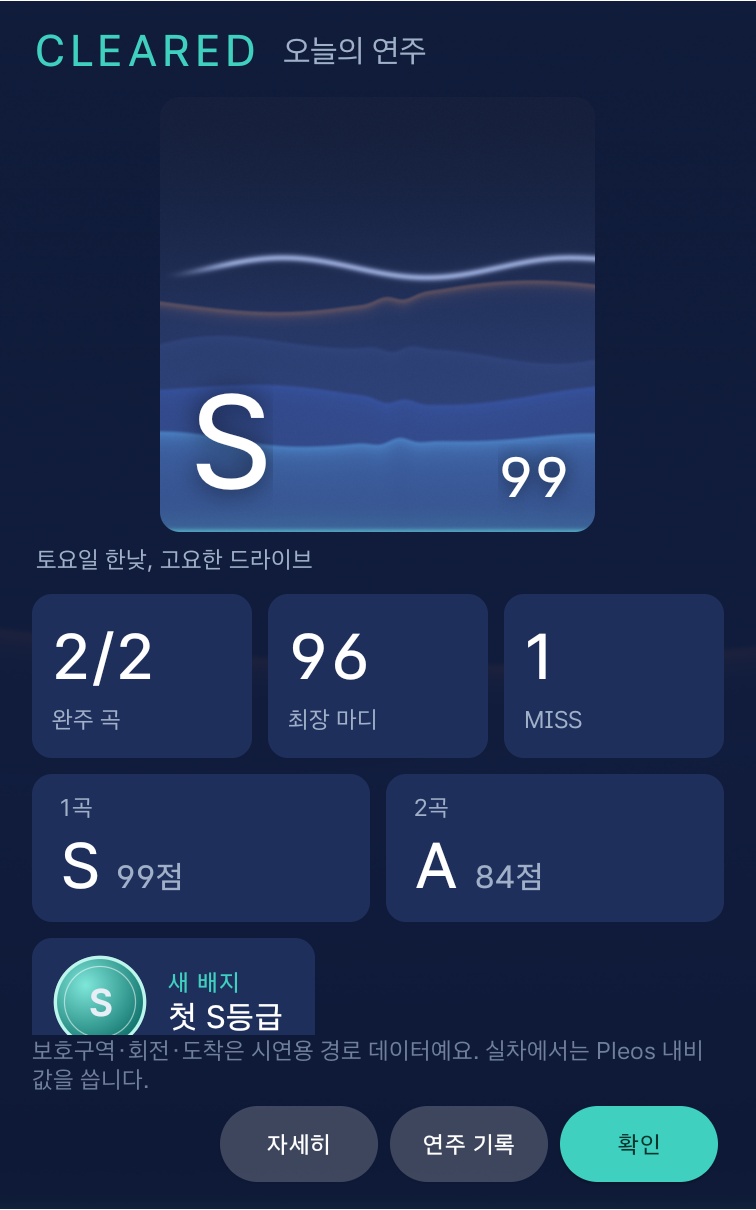 CLEARED 오늘의 연주
S
99
토요일 한낮, 고요한 드라이브
2/2 96 1
완주 곡 최장 마디 MISS
1곡 2곡
S 99점 A 84점
S
새 배지
첫 S등급
보호구역·회전·도착은 시연용 경로 데이터예요. 실차에서는 Pleos 내비
값을 씁니다.
자세히 연주 기록 확인